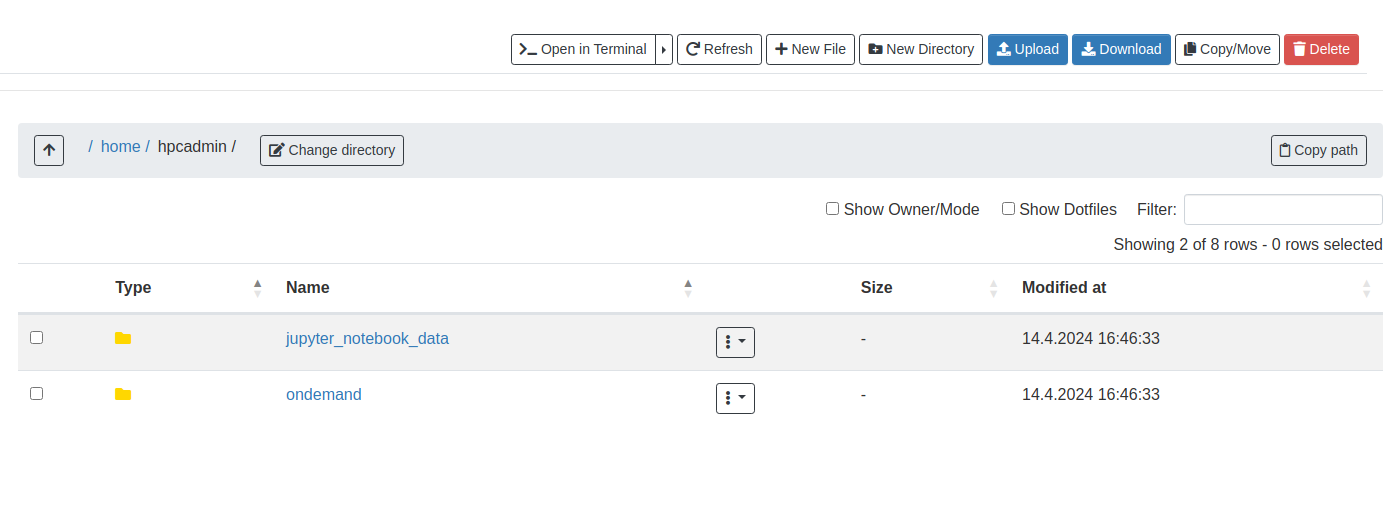 Open in Terminal Refresh New File New Directory Upload Download Copy/Move Delete
/ home / hpcadmin / Change directory Copy path
Show Owner/Mode Show Dotfiles Filter:
Showing 2 of 8 rows - 0 rows selected
Type Name Size Modified at
jupyter_notebook_data - 14.4.2024 16:46:33
ondemand - 14.4.2024 16:46:33